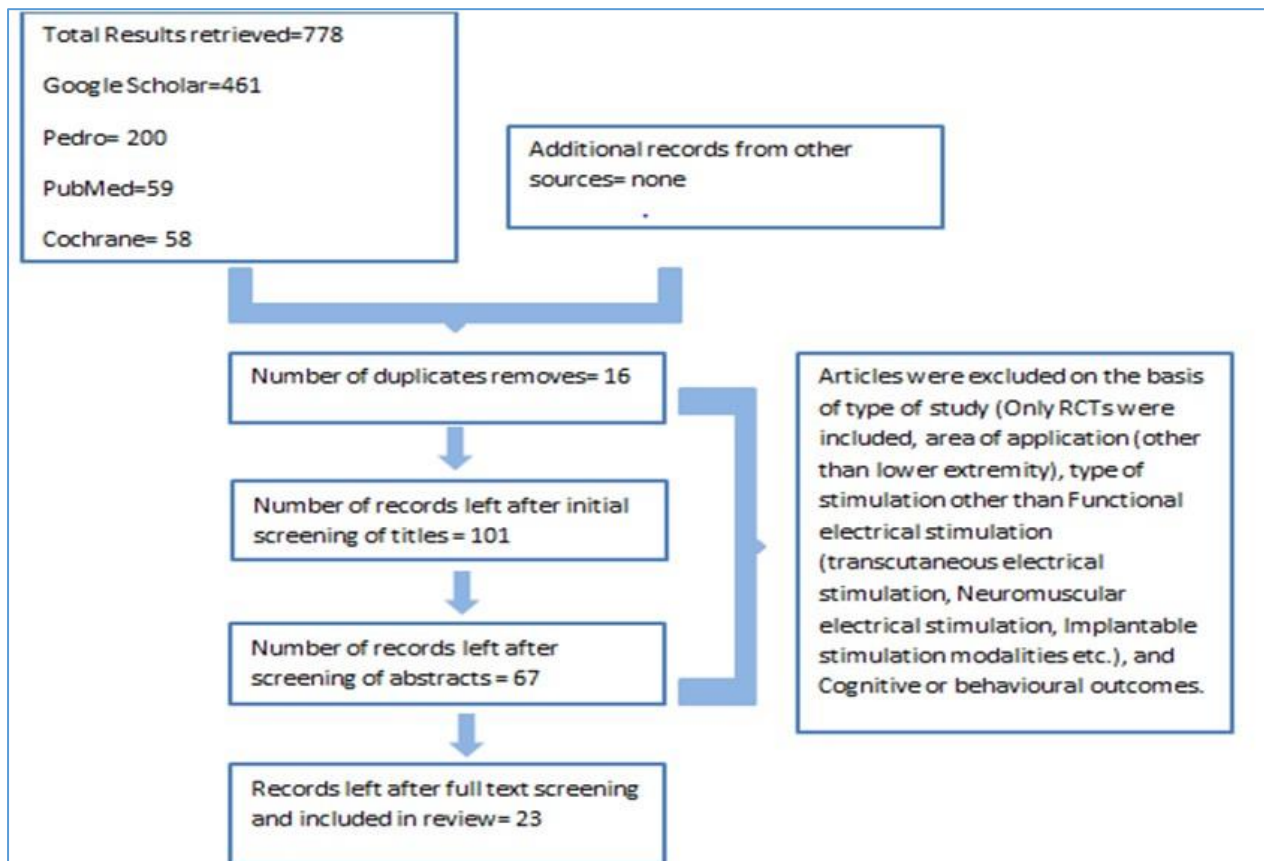 Total Results retrieved=778
Google Scholar=461
Pedro= 200
PubMed=59
Cochrane= 58
Additional records from other
sources= none
Number of duplicates removes= 16
Number of records left after initial
screening of titles = 101
Number of records left after
screening of abstracts = 67
Records left after full text screening
and included in review= 23
Articles were excluded on the basis
of type of study (Only RCTs were
included, area of application (other
than lower extremity), type of
stimulation other than Functional
electrical stimulation
(transcutaneous electrical
stimulation, Neuromuscular
electrical stimulation, Implantable
stimulation modalities etc.), and
Cognitive or behavioural outcomes.